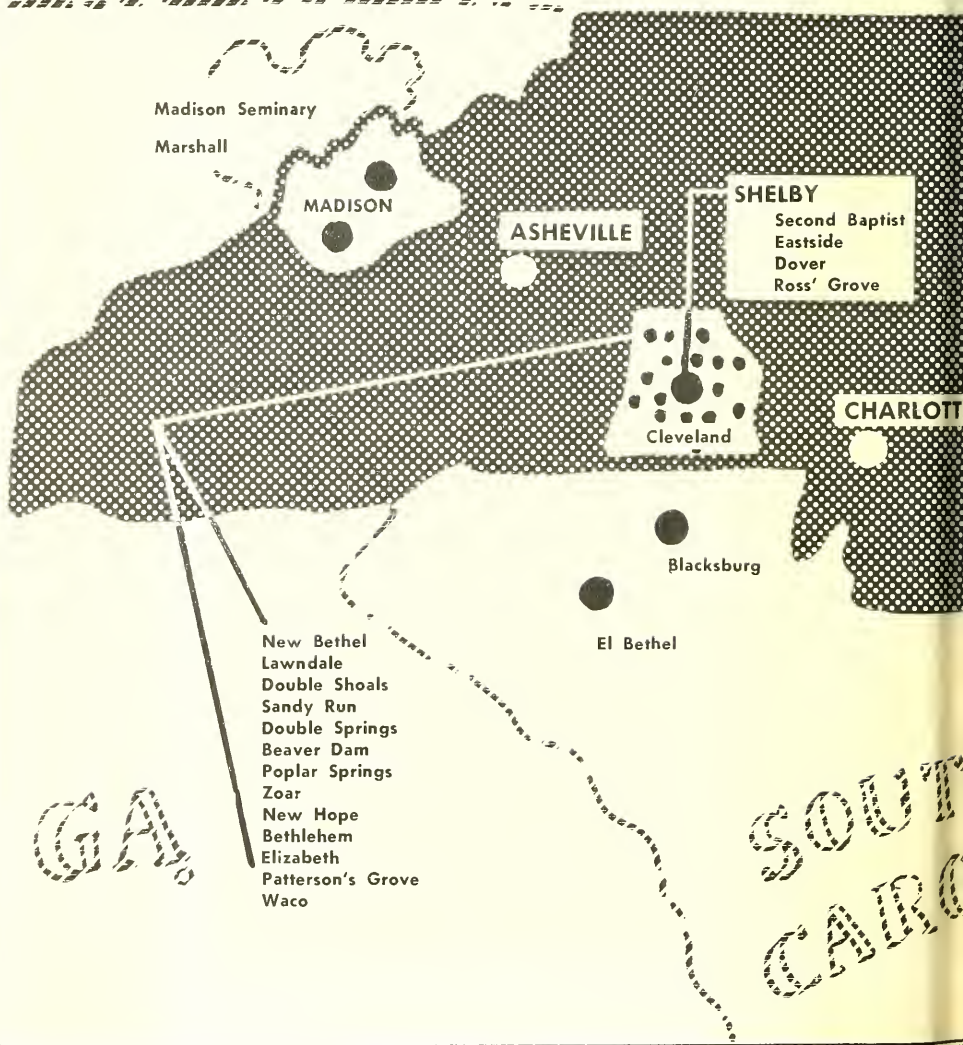 Madison Seminary
Marshall
MADISON
ASHEVILLE
SHELBY
Second Baptist
Eastside
Dover
Ross' Grove
Cleveland
CHARLOTT
Blacksburg
El Bethel
New Bethel
Lawndale
Double Shoals
Sandy Run
Double Springs
Beaver Dam
Poplar Springs
Zoar
New Hope
Bethlehem
Elizabeth
Patterson's Grove
Waco
GA.
SOUT
CARO